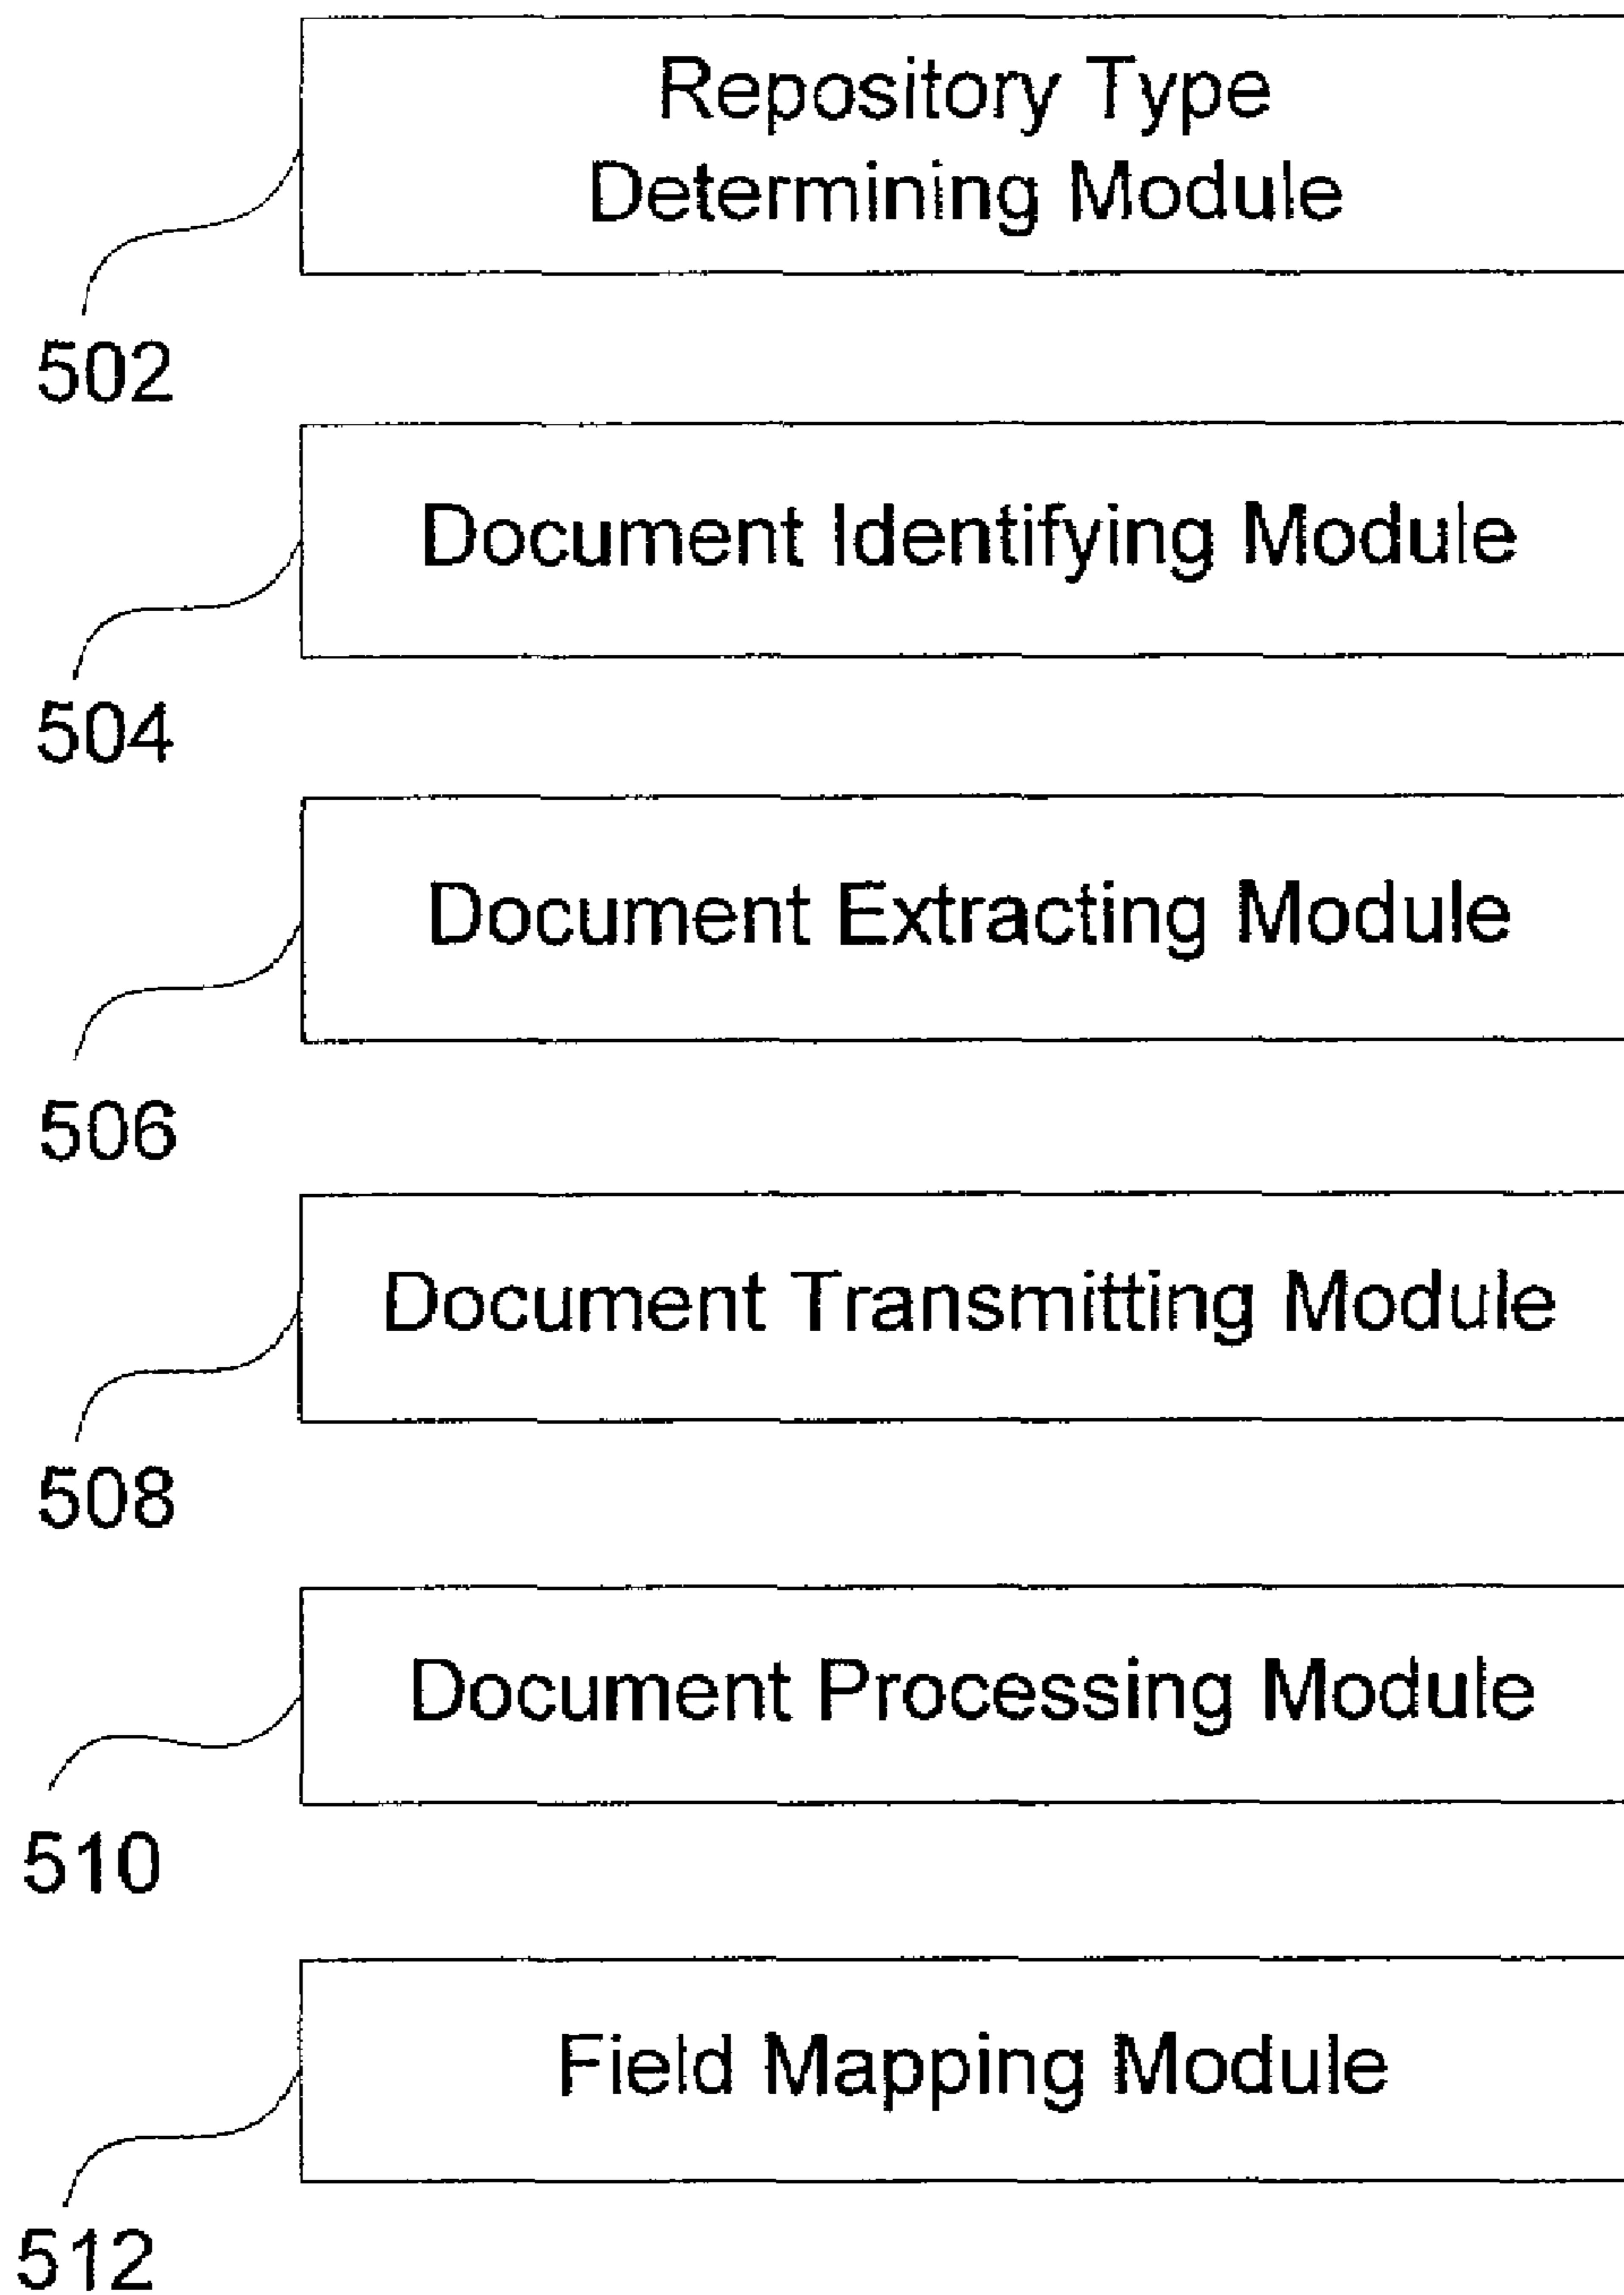 Repository Type
Determining Module
502
Document Identifying Module
504
Document Extracting Module
506
Document Transmitting Module
508
Document Processing Module
510
Field Mapping Module
512